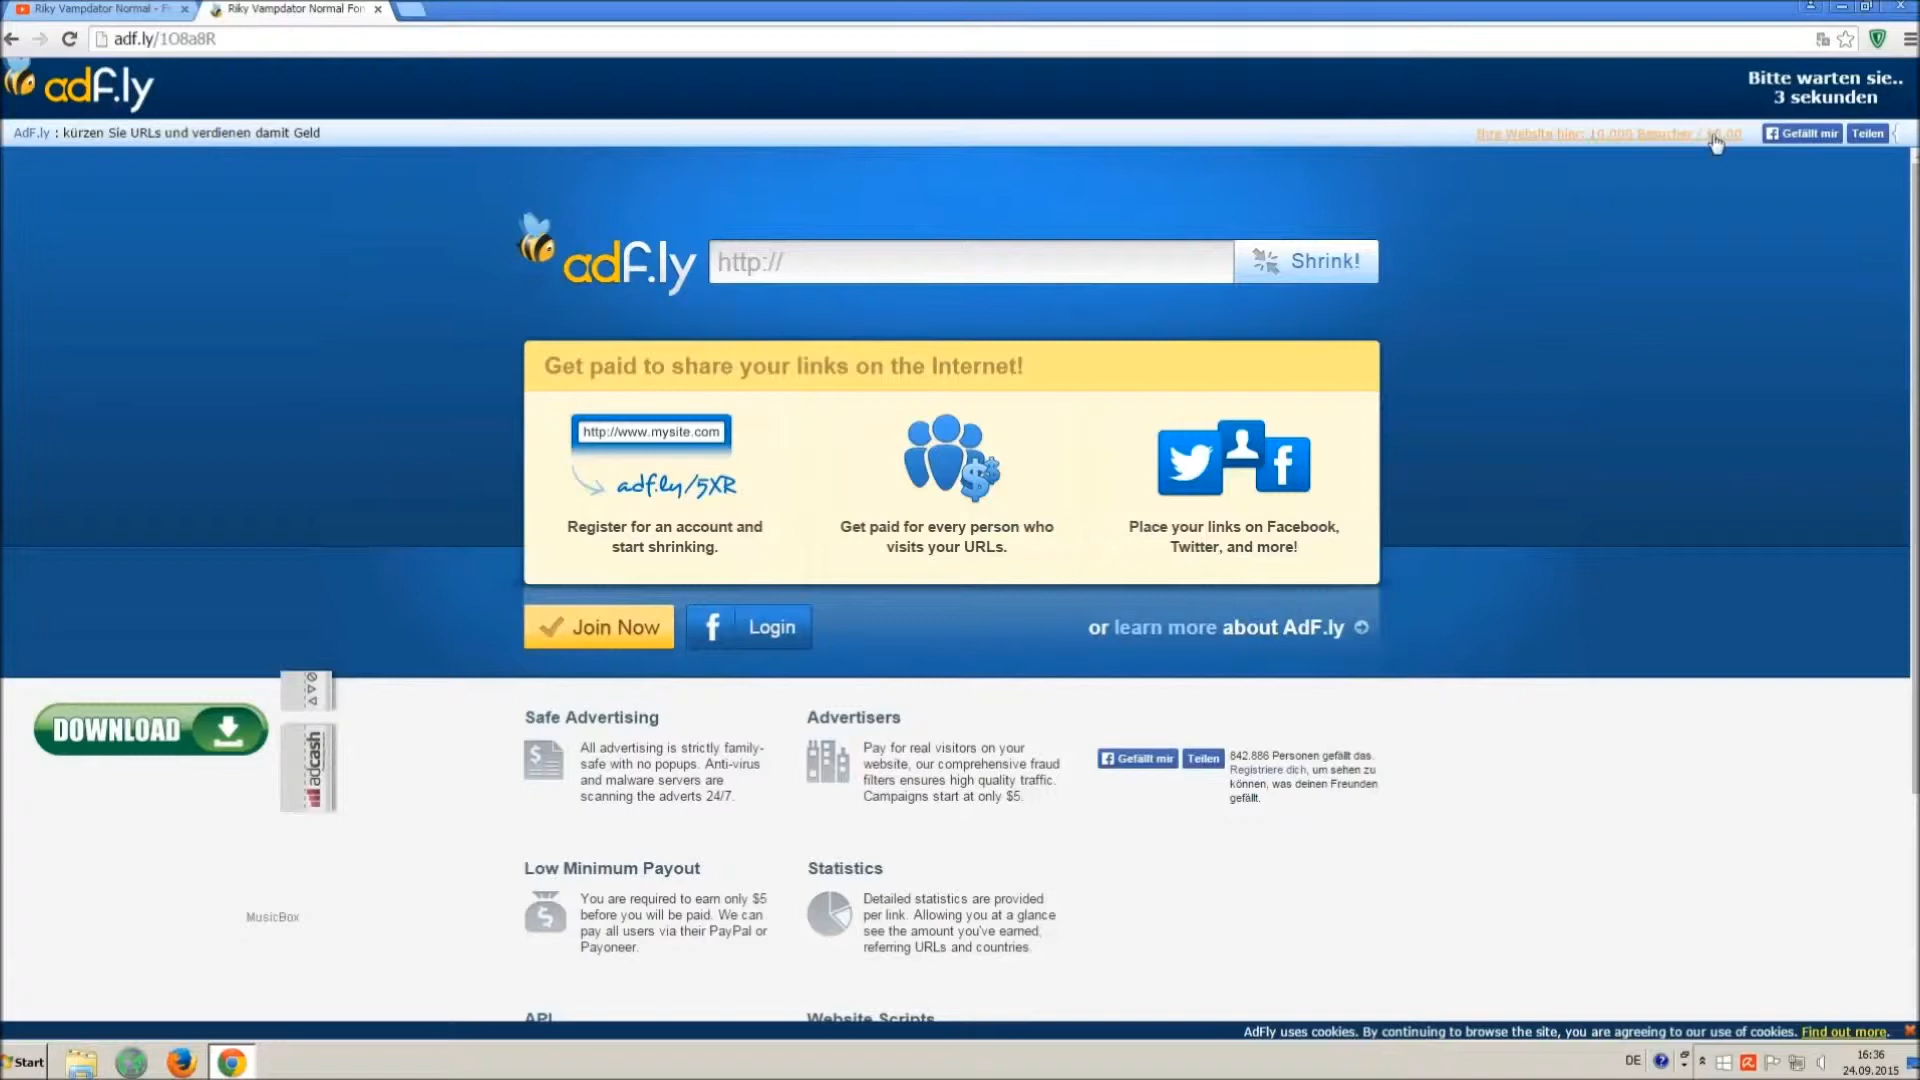 Riky Vampdator Normal - F
Riky Vampdator Normal For
adf.ly/1O8a8R
adf.ly
Bitte warten sie..
3 sekunden
AdF.ly : kürzen Sie URLs und verdienen damit Geld
Ihre Website hier: 10.000 Besucher /
Gefällt mir
Teilen
adf.ly
http://
Shrink!
Get paid to share your links on the Internet!
http://www.mysite.com
adf.ly/5XR
Register for an account and
start shrinking.
Get paid for every person who
visits your URLs.
Place your links on Facebook,
Twitter, and more!
Join Now
Login
or learn more about AdF.ly
DOWNLOAD
adcash
Safe Advertising
All advertising is strictly family-
safe with no popups. Anti-virus
and malware servers are
scanning the adverts 24/7.
Advertisers
Pay for real visitors on your
website, our comprehensive fraud
filters ensures high quality traffic.
Campaigns start at only $5.
Gefällt mir
Teilen
842.886 Personen gefällt das.
Registriere dich, um sehen zu
können, was deinen Freunden
gefällt.
Low Minimum Payout
You are required to earn only $5
before you will be paid. We can
pay all users via their PayPal or
Payoneer.
Statistics
Detailed statistics are provided
per link. Allowing you at a glance
see the amount you've earned,
referring URLs and countries.
MusicBox
API
Website Scripts
AdFly uses cookies. By continuing to browse the site, you are agreeing to our use of cookies. Find out more.
Start
DE
16:36
24.09.2015